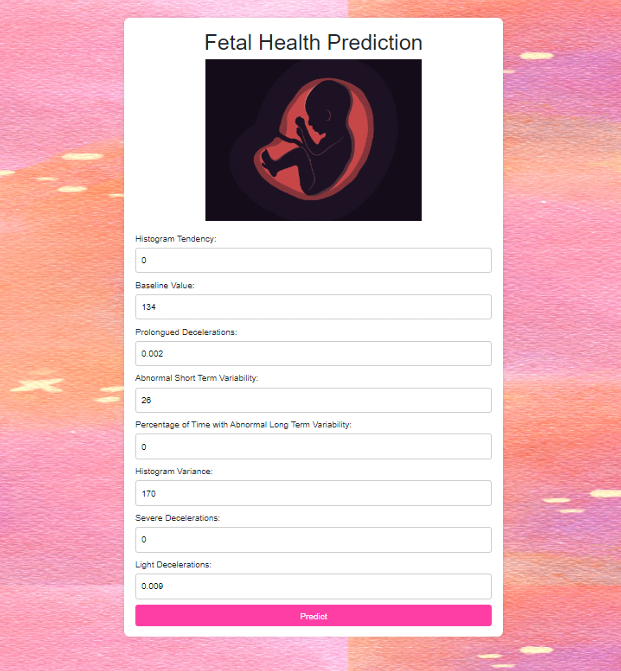 Fetal Health Prediction
Histogram Tendency:
0
Baseline Value:
134
Prolongued Decelerations:
0.002
Abnormal Short Term Variability:
26
Percentage of Time with Abnormal Long Term Variability:
0
Histogram Variance:
170
Severe Decelerations:
0
Light Decelerations:
0.009
Predict